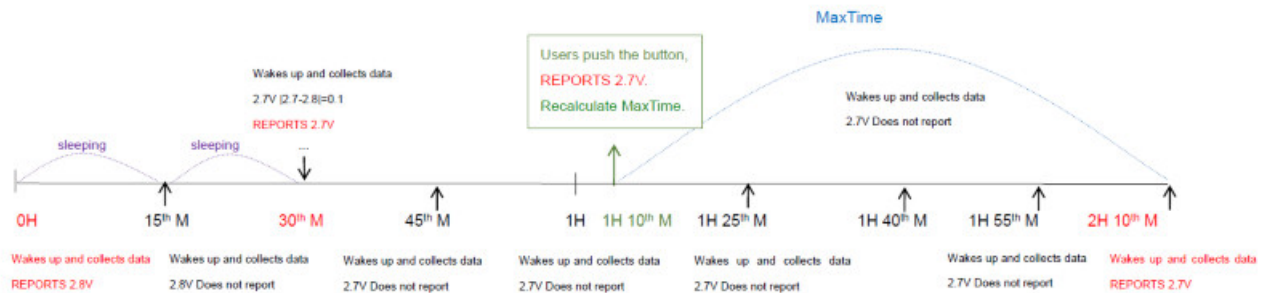 MaxTime
Users push the button,
REPORTS 2.7V.
Recalculate MaxTime.
Wakes up and collects data
2.7V |2.7-2.8|=0.1
REPORTS 2.7V
...
Wakes up and collects data
2.7V Does not report
sleeping
sleeping
0H
15th M
30th M
45th M
1H
1H 10th M
1H 25th M
1H 40th M
1H 55th M
2H 10th M
Wakes up and collects data
REPORTS 2.8V
Wakes up and collects data
2.8V Does not report
Wakes up and collects data
2.7V Does not report
Wakes up and collects data
2.7V Does not report
Wakes up and collects data
2.7V Does not report
Wakes up and collects data
2.7V Does not report
Wakes up and collects data
REPORTS 2.7V